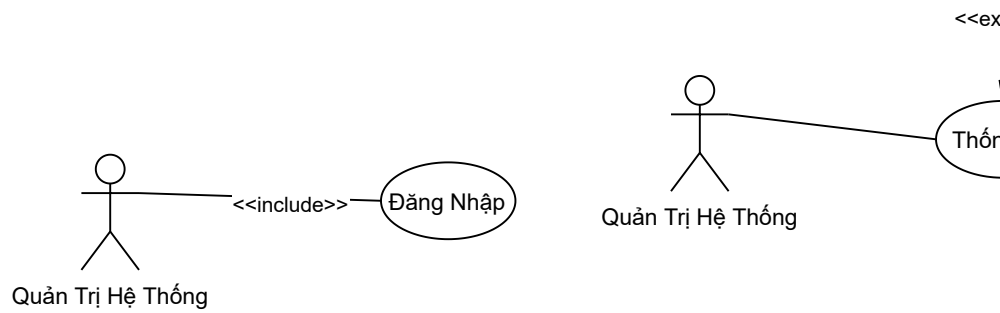 <<include>>
Đăng Nhập
Quản Trị Hệ Thống
Quản Trị Hệ Thống